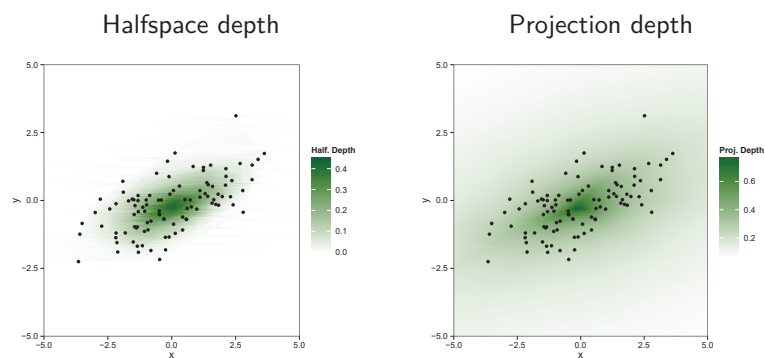 Halfspace depth
Projection depth
5.0
2.5
0.0
−2.5
−5.0
y
−5.0 −2.5 0.0 2.5 5.0
x
Half. Depth
0.4
0.3
0.2
0.1
0.0
5.0
2.5
0.0
−2.5
−5.0
y
−5.0 −2.5 0.0 2.5 5.0
x
Proj. Depth
0.6
0.4
0.2